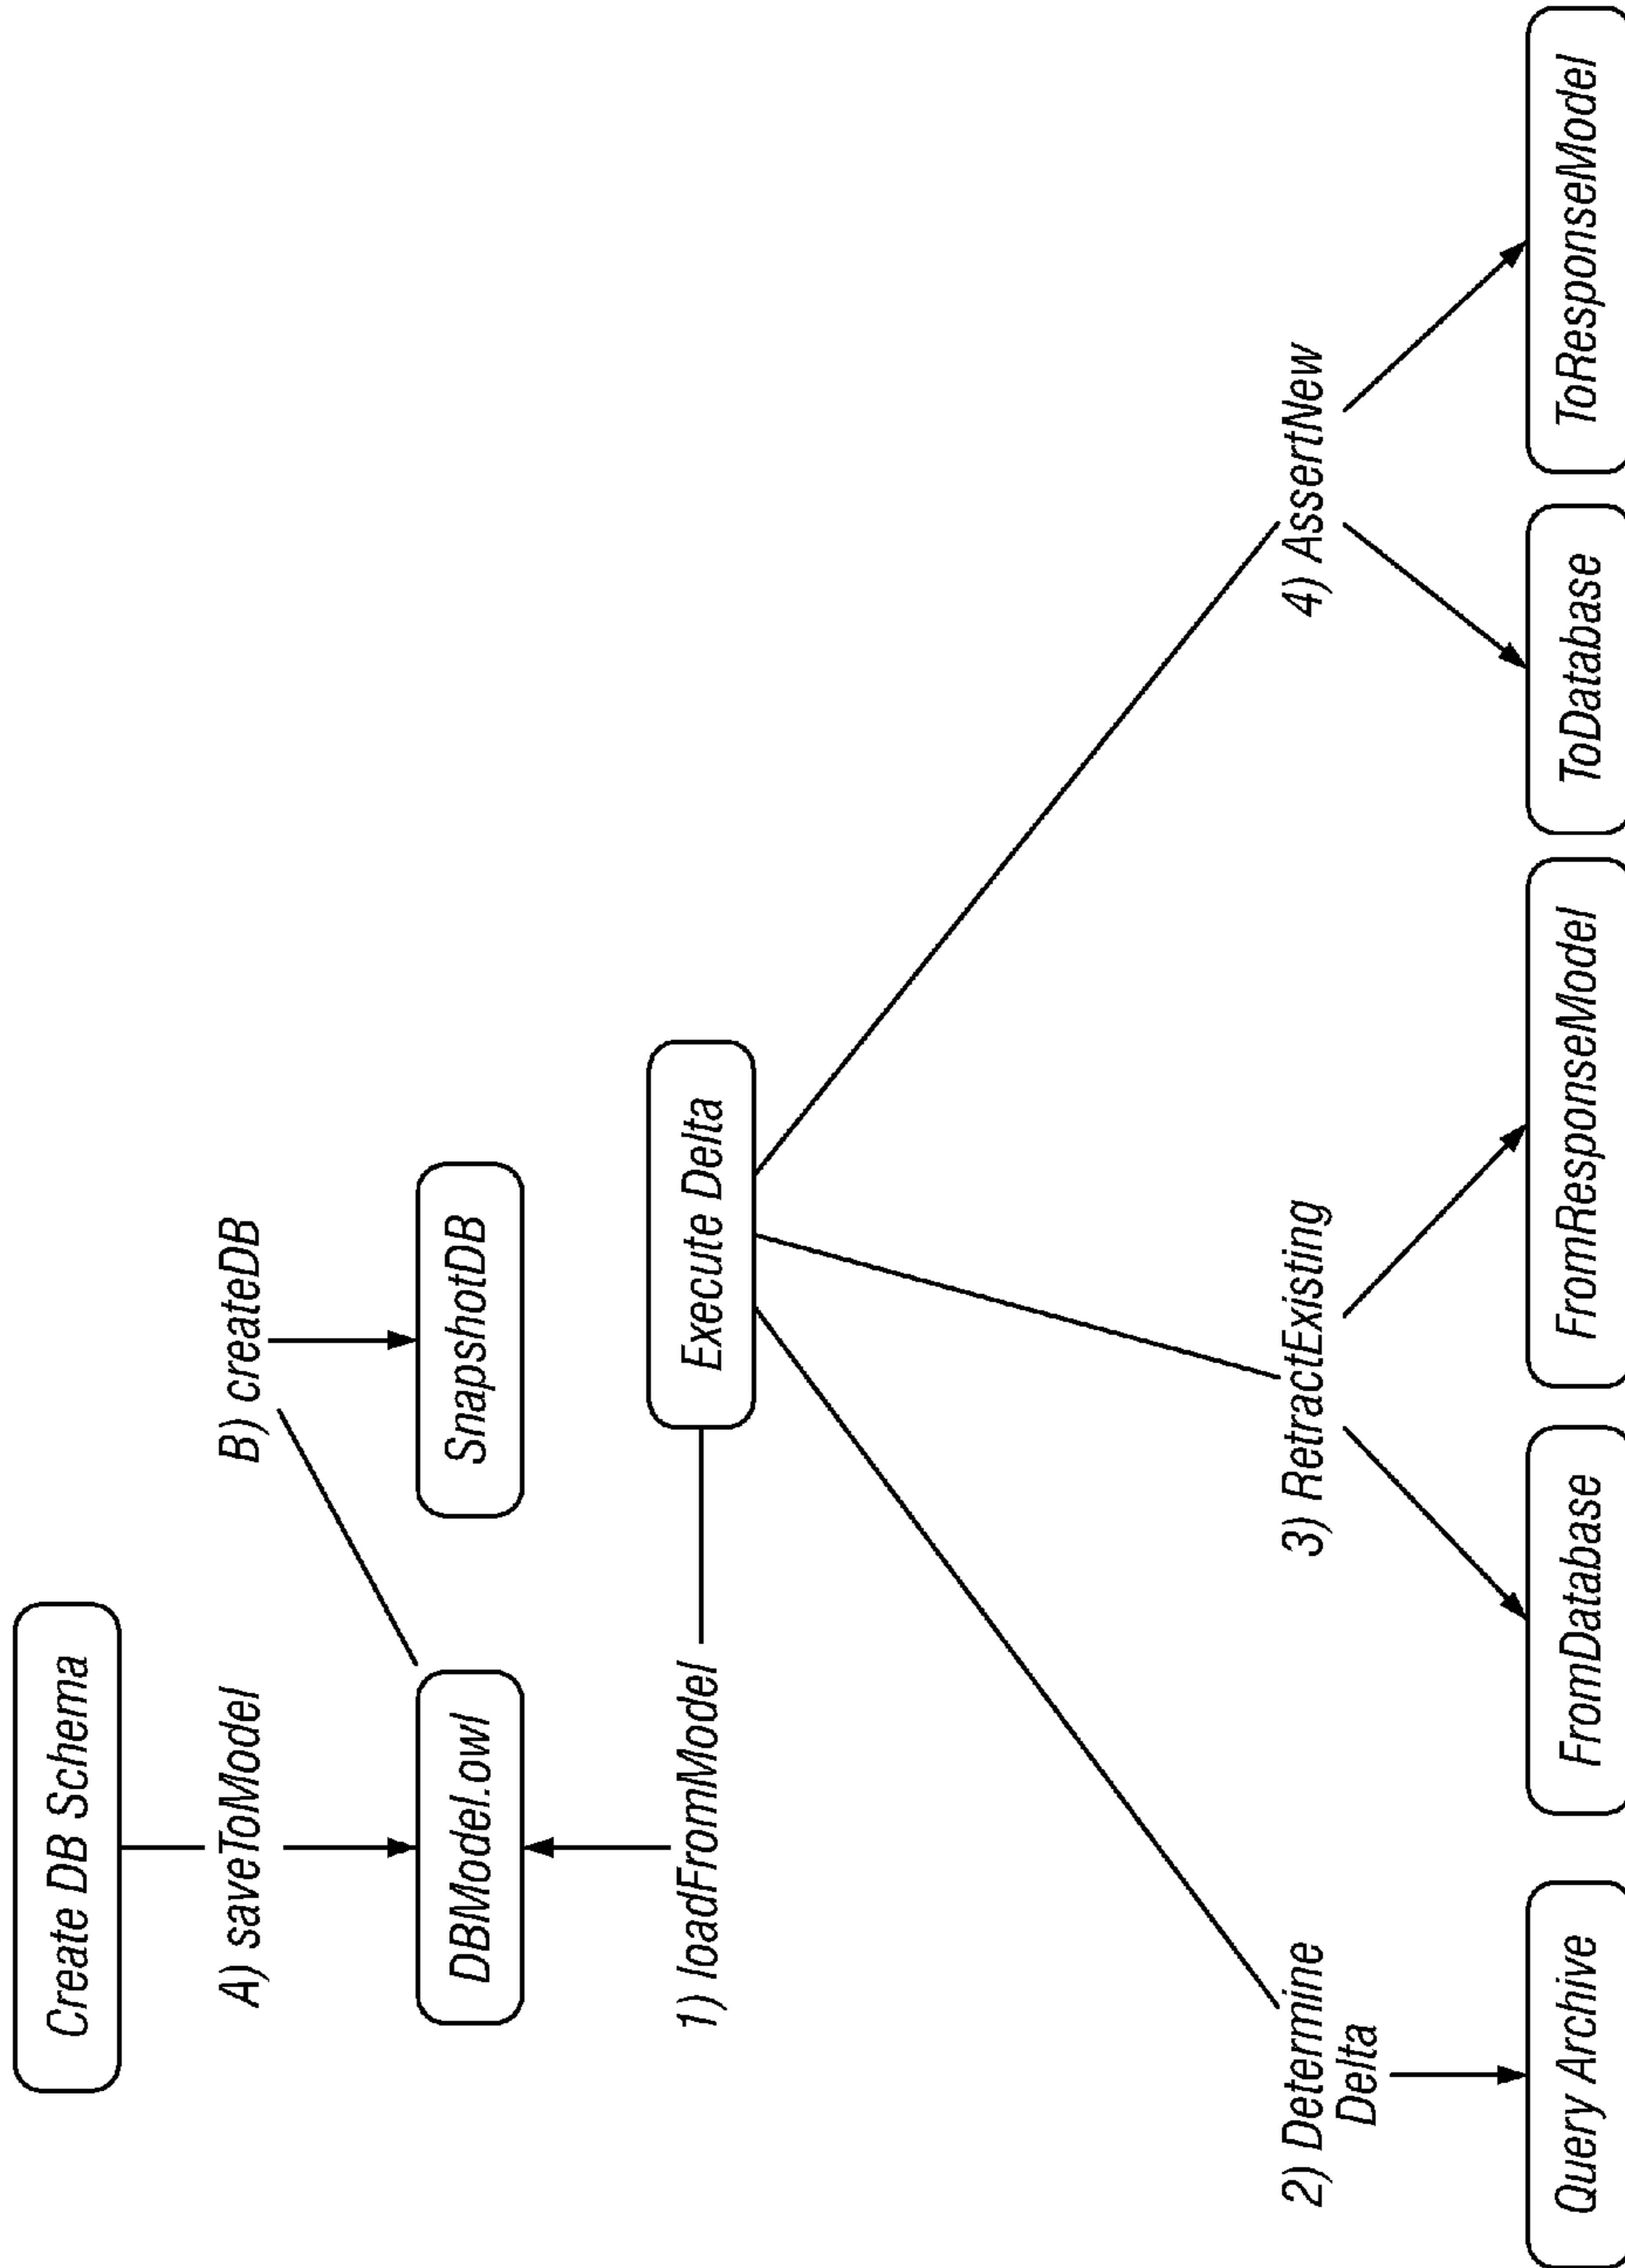 Create DB Schema
A) saveToModel
B) createDB
DBModel.owl
SnapshotDB
1) loadFromModel
Execute Delta
2) Determine
Delta
3) RetractExisting
4) AssertNew
Query Archive
FromDatabase
FromResponseModel
ToDatabase
ToResponseModel